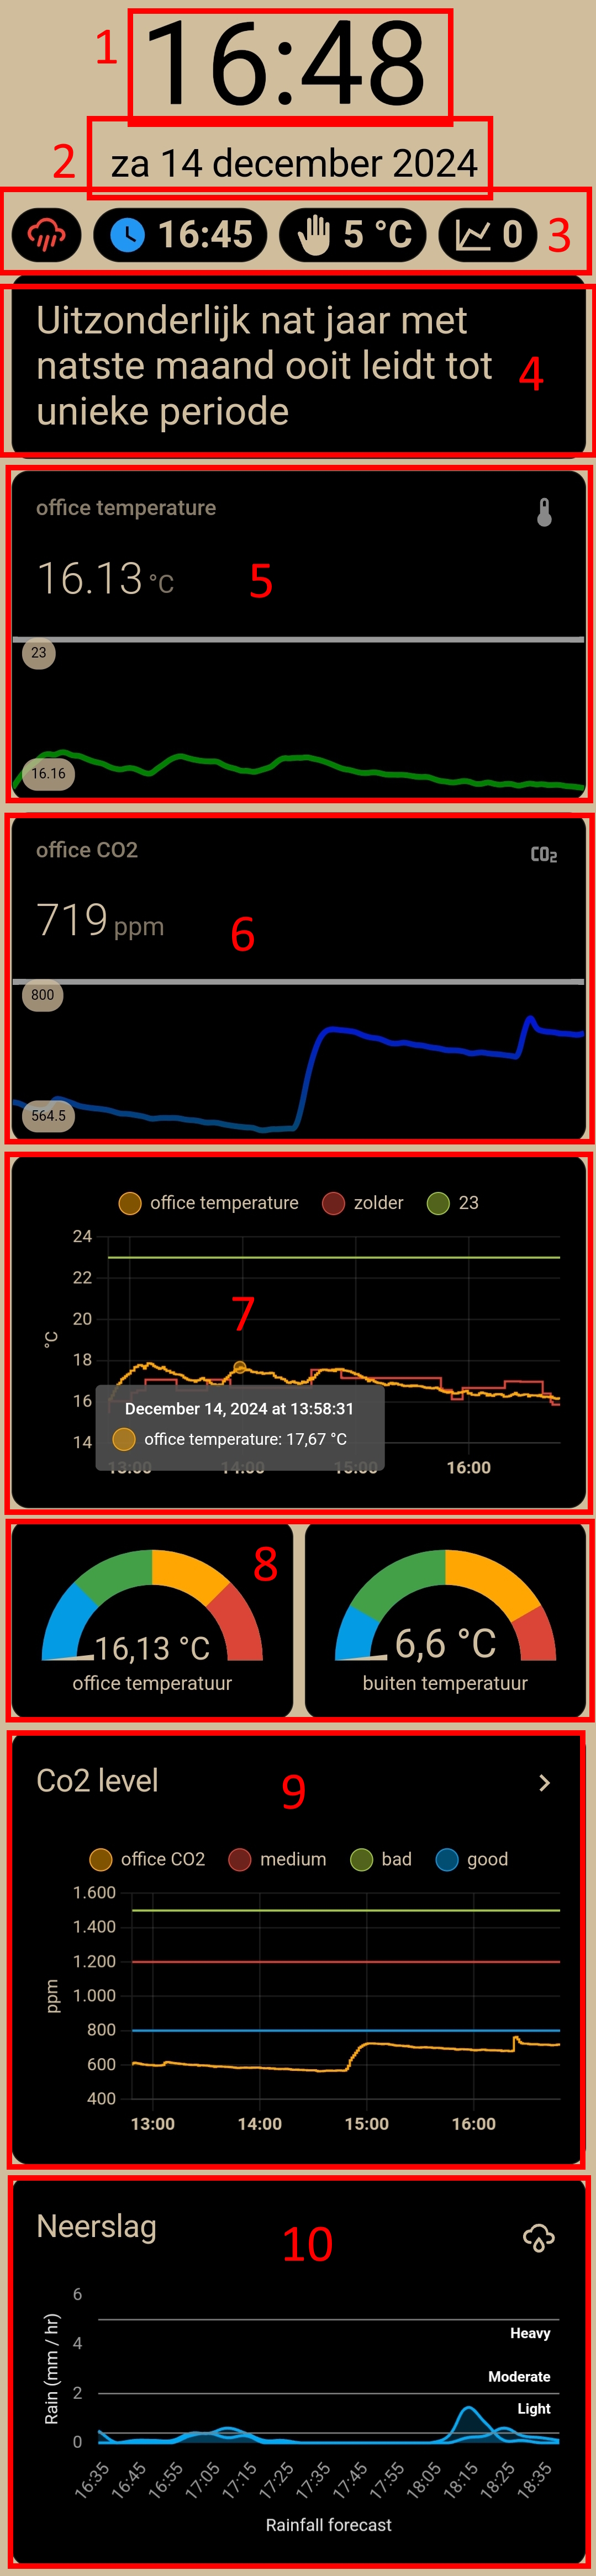 1
16:48
2
za 14 december 2024
16:45
5 °C
0
3
Uitzonderlijk nat jaar met
natste maand ooit leidt tot
unieke periode
4
office temperature
16.13 °C
5
23
16.16
office CO2
CO2
719 ppm
6
800
564.5
office temperature zolder 23
24
22
20
18
16
14
°C
7
December 14, 2024 at 13:58:31
office temperature: 17,67 °C
13:00 14:00 15:00 16:00
8
16,13 °C
office temperatuur
6,6 °C
buiten temperatuur
Co2 level
9
office CO2 medium bad good
1.600
1.400
1.200
1.000
800
600
400
ppm
13:00 14:00 15:00 16:00
Neerslag
10
6
4
2
0
Rain (mm / hr)
Heavy
Moderate
Light
16:35 16:45 16:55 17:05 17:15 17:25 17:35 17:45 17:55 18:05 18:15 18:25 18:35
Rainfall forecast